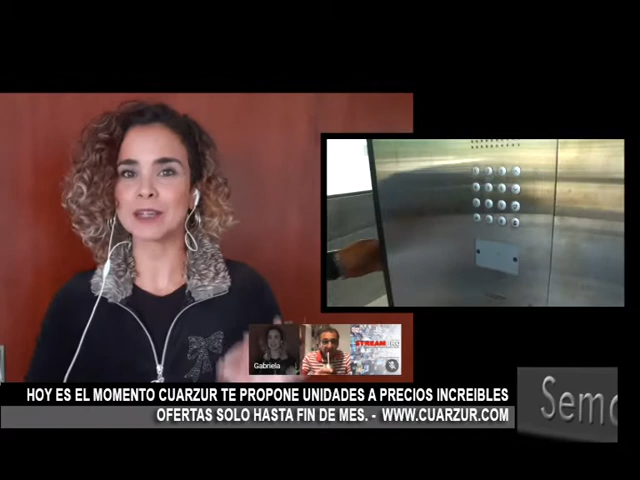 Gabriela
STREAM
HOY ES EL MOMENTO CUARZUR TE PROPONE UNIDADES A PRECIOS INCREIBLES
OFERTAS SOLO HASTA FIN DE MES. - WWW.CUARZUR.COM